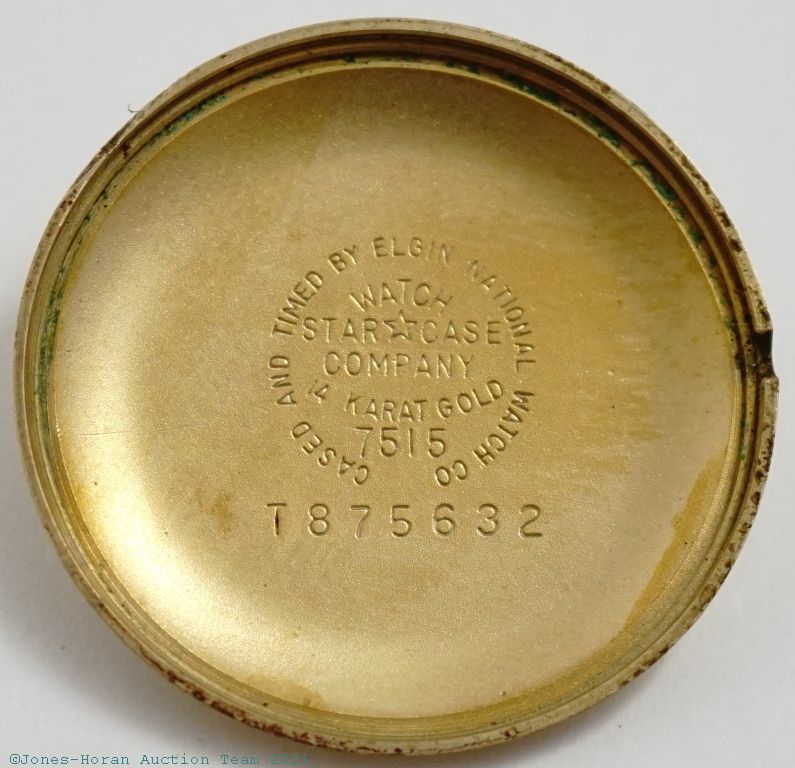 CASED AND TIMED BY ELGIN NATIONAL WATCH CO
WATCH
STAR☆CASE
COMPANY
14 KARAT GOLD
7515
T875632
©Jones-Horan Auction Team 2021